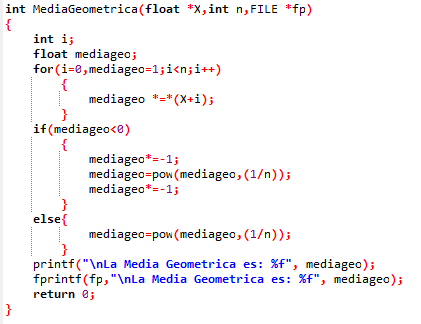 int MediaGeometrica(float *X,int n,FILE *fp)
{
int i;
float mediageo;
for(i=0,mediageo=1;i<n;i++)
{
mediageo *=*(X+i);
}
if(mediageo<0)
{
mediageo*=-1;
mediageo=pow(mediageo,(1/n));
mediageo*=-1;
}
else{
mediageo=pow(mediageo,(1/n));
}
printf("\nLa Media Geometrica es: %f", mediageo);
fprintf(fp,"\nLa Media Geometrica es: %f", mediageo);
return 0;
}